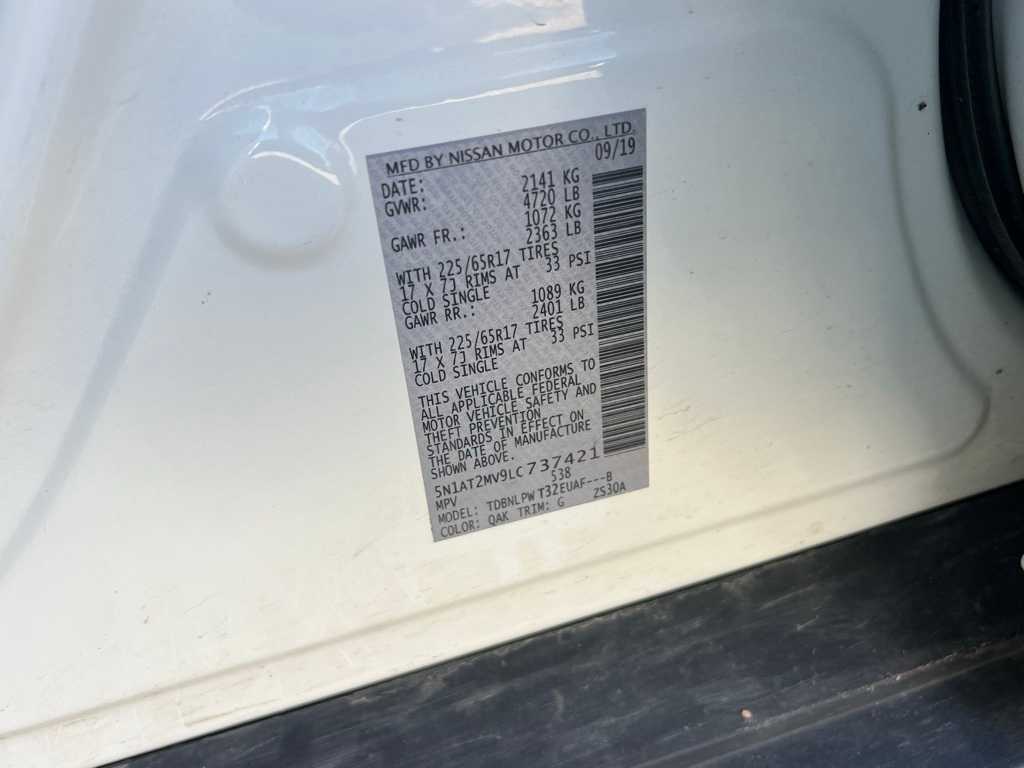 MFD BY NISSAN MOTOR CO., LTD.
DATE: 09/19
GVWR: 2141 KG
4720 LB
GAWR FR.: 1072 KG
2363 LB
WITH 225/65R17 TIRES
17 X 7J RIMS AT 33 PSI
COLD SINGLE
GAWR RR.: 1089 KG
2401 LB
WITH 225/65R17 TIRES
17 X 7J RIMS AT 33 PSI
COLD SINGLE
THIS VEHICLE CONFORMS TO
ALL APPLICABLE FEDERAL
MOTOR VEHICLE SAFETY AND
THEFT PREVENTION
STANDARDS IN EFFECT ON
THE DATE OF MANUFACTURE
SHOWN ABOVE.
5N1AT2MV9LC737421
MPV 538
MODEL: TDBNLPWT32EUAF---B
COLOR: QAK TRIM: G ZS30A